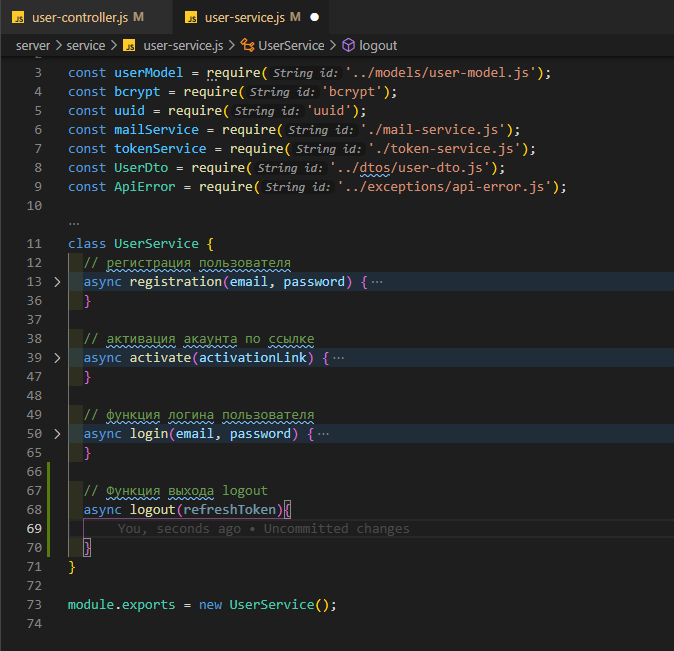 JS user-controller.js M
JS user-service.js M
server > service > JS user-service.js > UserService > logout
3 const userModel = require( String id: '../models/user-model.js');
4 const bcrypt = require( String id: 'bcrypt');
5 const uuid = require( String id: 'uuid');
6 const mailService = require( String id: './mail-service.js');
7 const tokenService = require( String id: './token-service.js');
8 const UserDto = require( String id: '../dtos/user-dto.js');
9 const ApiError = require( String id: '../exceptions/api-error.js');
10
...
11 class UserService {
12 // регистрация пользователя
13 > async registration(email, password) { ...
36 }
37
38 // активация акаунта по ссылке
39 > async activate(activationLink) { ...
47 }
48
49 // функция логина пользователя
50 > async login(email, password) { ...
65 }
66
67 // Функция выхода logout
68 async logout(refreshToken){
69 You, seconds ago • Uncommitted changes
70 }
71 }
72
73 module.exports = new UserService();
74